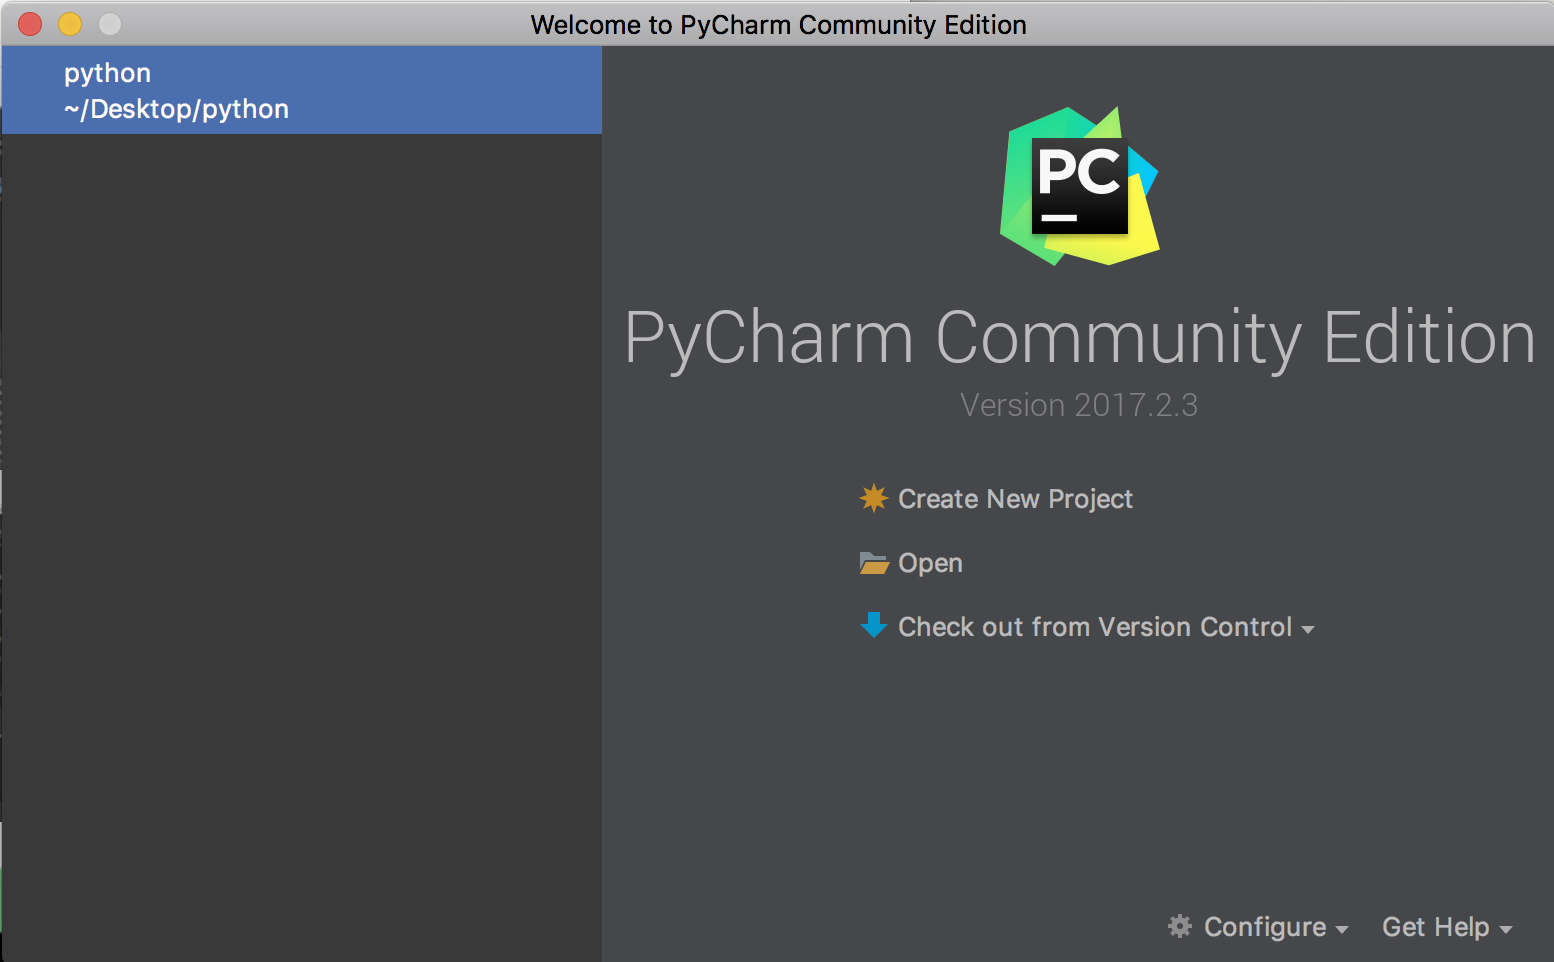 Welcome to PyCharm Community Edition
python
~/Desktop/python
PC
PyCharm Community Edition
Version 2017.2.3
Create New Project
Open
Check out from Version Control
Configure
Get Help